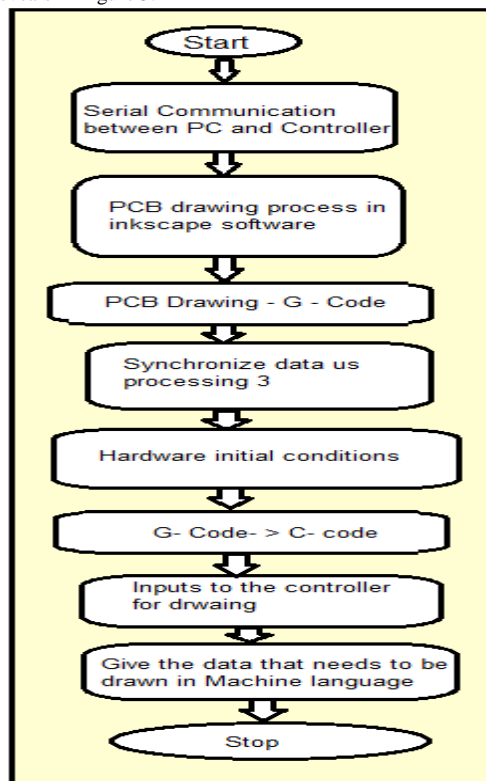 Start
Serial Communication
between PC and Controller
PCB drawing process in
inkscape software
PCB Drawing - G - Code
Synchronize data us
processing 3
Hardware initial conditions
G- Code- > C- code
Inputs to the controller
for drwaing
Give the data that needs to be
drawn in Machine language
Stop